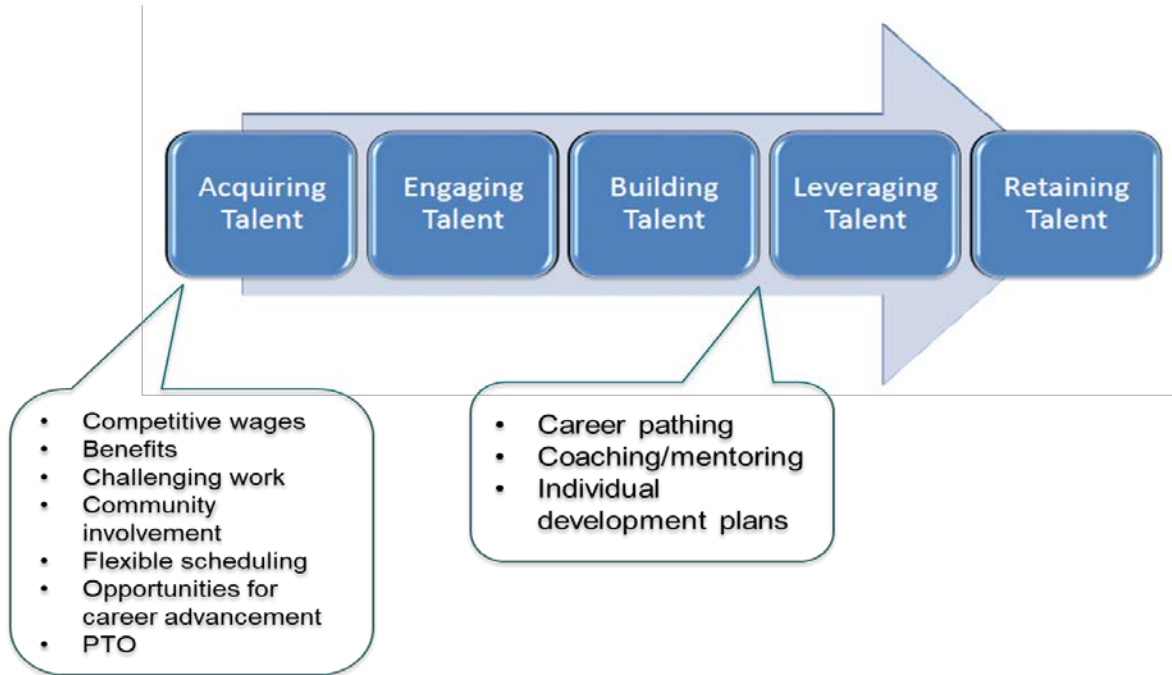 Acquiring
Talent
Engaging
Talent
Building
Talent
Leveraging
Talent
Retaining
Talent
• Competitive wages
• Benefits
• Challenging work
• Community
involvement
• Flexible scheduling
• Opportunities for
career advancement
• PTO
• Career pathing
• Coaching/mentoring
• Individual
development plans